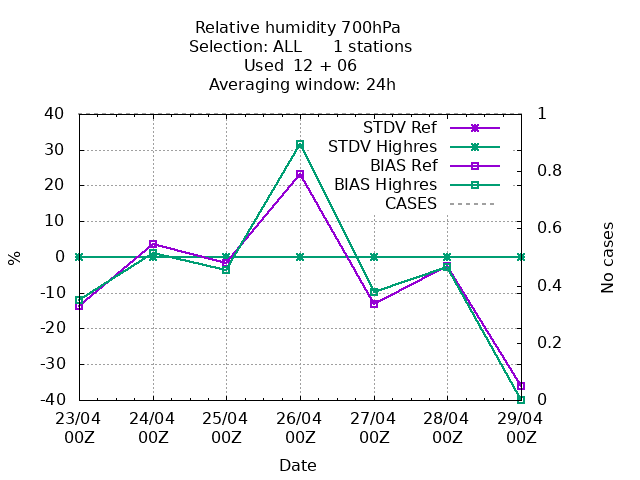 Relative humidity 700hPa
Selection: ALL      1 stations
Used  12 + 06
Averaging window: 24h
40
30
20
10
0
-10
-20
-30
-40
%
1
0.8
0.6
0.4
0.2
0
No cases
STDV Ref
STDV Highres
BIAS Ref
BIAS Highres
CASES
23/04 24/04 25/04 26/04 27/04 28/04 29/04
00Z 00Z 00Z 00Z 00Z 00Z 00Z
Date